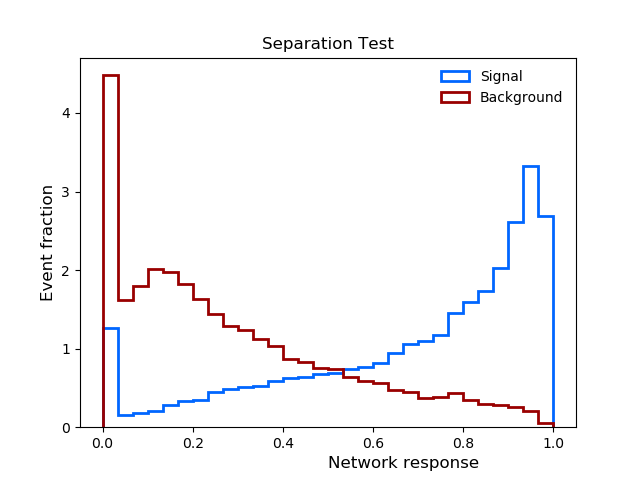 Separation Test
Signal
Background
Event fraction
4
3
2
1
0
0.0 0.2 0.4 0.6 0.8 1.0
Network response